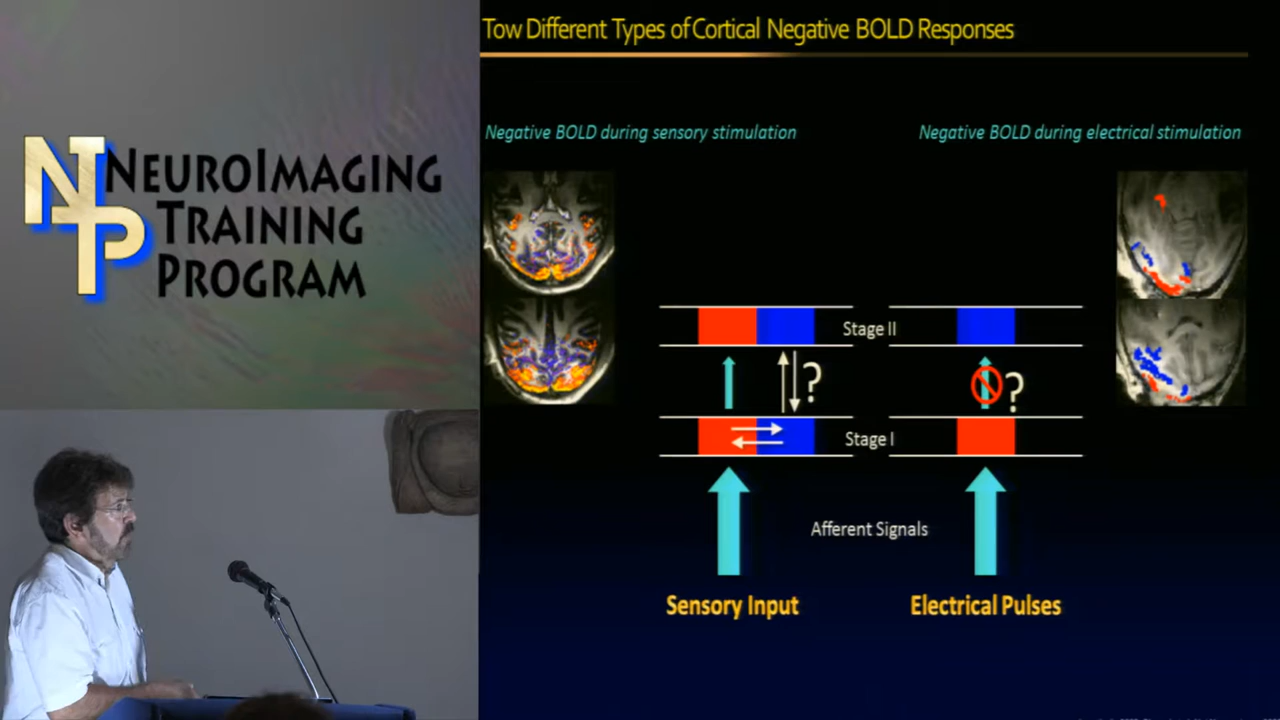 NEUROIMAGING
TRAINING
PROGRAM
NTP
Tow Different Types of Cortical Negative BOLD Responses
Negative BOLD during sensory stimulation
Negative BOLD during electrical stimulation
Stage II
?
?
Stage I
Afferent Signals
Sensory Input
Electrical Pulses